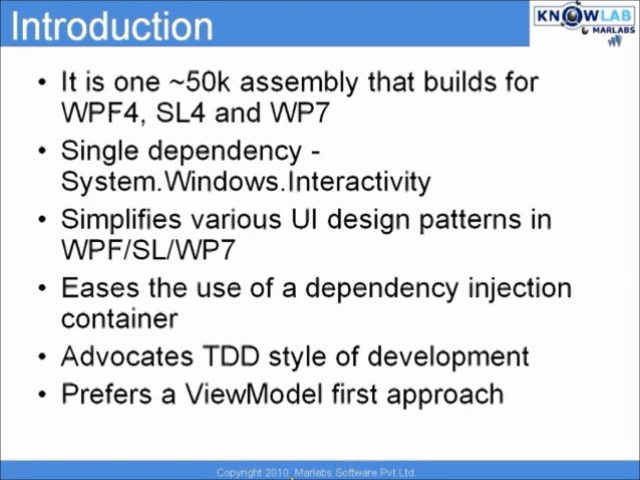 Introduction
KNOWLAB
MARLABS
• It is one ~50k assembly that builds for
WPF4, SL4 and WP7
• Single dependency -
System.Windows.Interactivity
• Simplifies various UI design patterns in
WPF/SL/WP7
• Eases the use of a dependency injection
container
• Advocates TDD style of development
• Prefers a ViewModel first approach
Copyright 2010, Marlabs Software Pvt Ltd